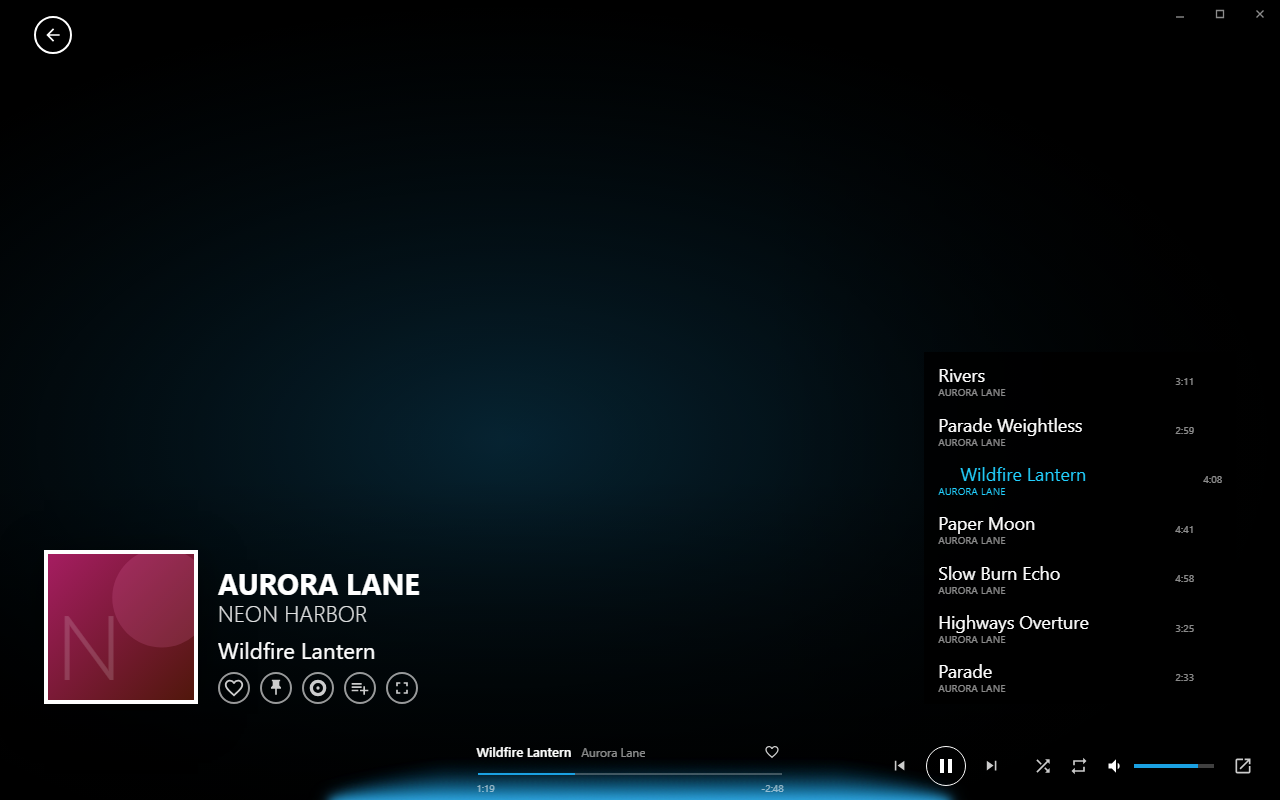 Rivers
AURORA LANE
3:11
Parade Weightless
AURORA LANE
2:59
Wildfire Lantern
AURORA LANE
4:08
Paper Moon
AURORA LANE
4:41
Slow Burn Echo
AURORA LANE
4:58
Highways Overture
AURORA LANE
3:25
Parade
AURORA LANE
2:33
N
AURORA LANE
NEON HARBOR
Wildfire Lantern
Wildfire Lantern Aurora Lane
1:19 -2:48